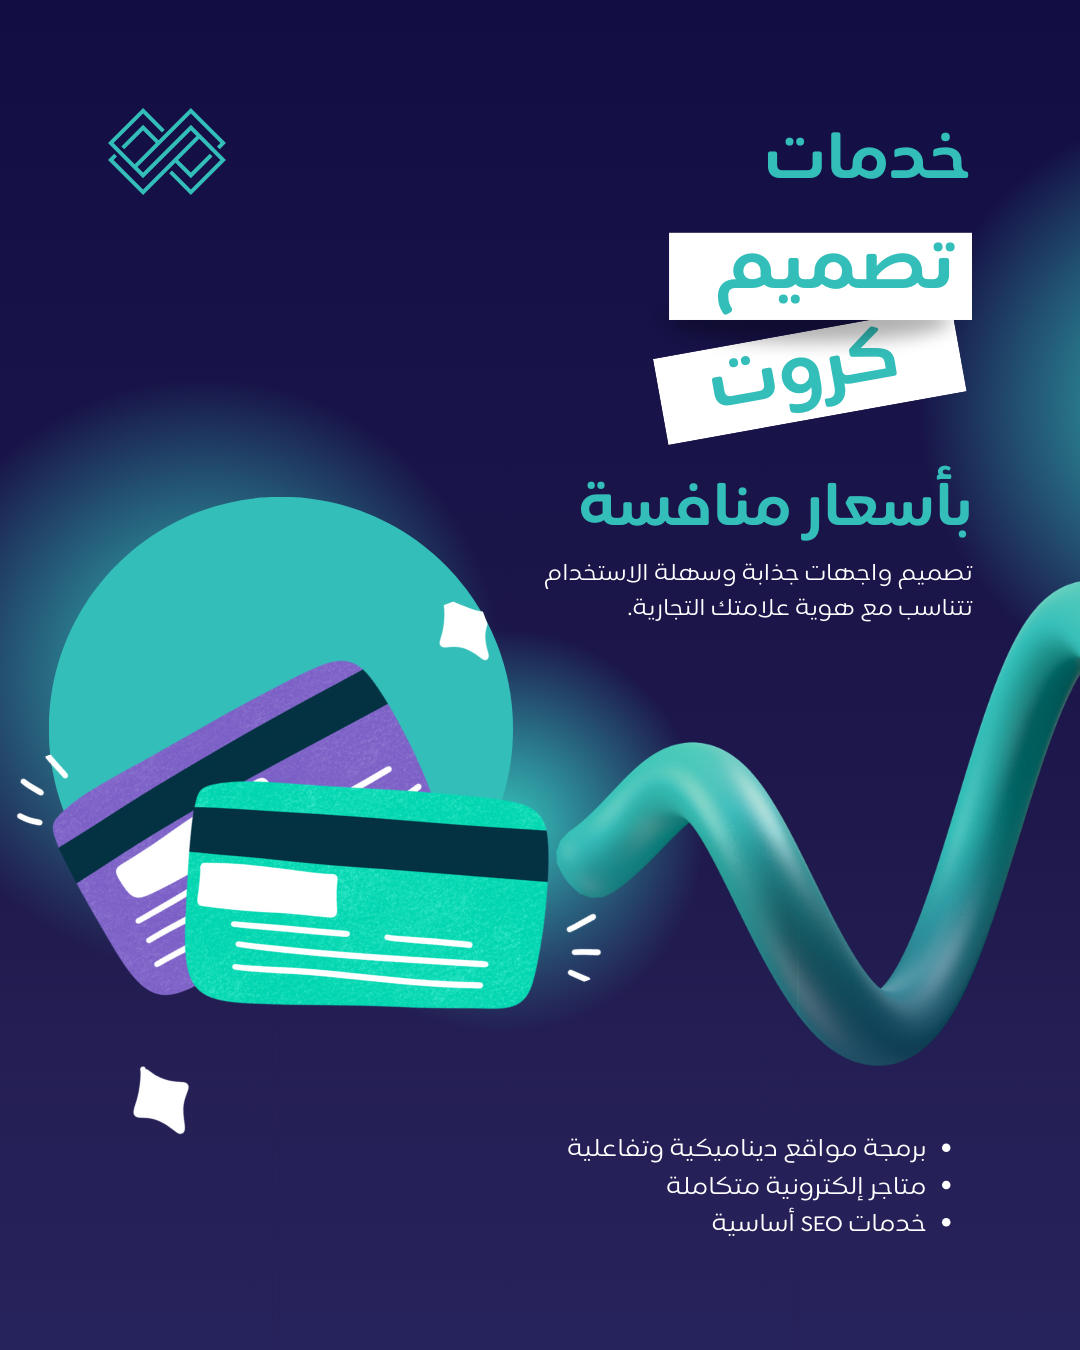 خدمات
تصميم
كروت
بأسعار منافسة
تصميم واجهات جذابة وسهلة الاستخدام
تتناسب مع هوية علامتك التجارية.
• برمجة مواقع ديناميكية وتفاعلية
• متاجر إلكترونية متكاملة
• خدمات SEO أساسية